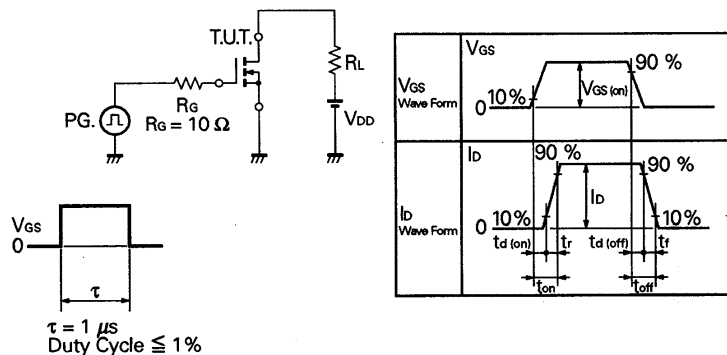 T.U.T.
RL
RG
RG = 10 Ω
PG.
VDD
VGS
0
τ
τ = 1 μs
Duty Cycle ≦ 1%
VGS
Wave Form
VGS
10 %
0
VGS (on)
90 %
ID
Wave Form
ID
90 %
90 %
10 %
0
ID
10 %
td (on) tr td (off) tf
ton toff